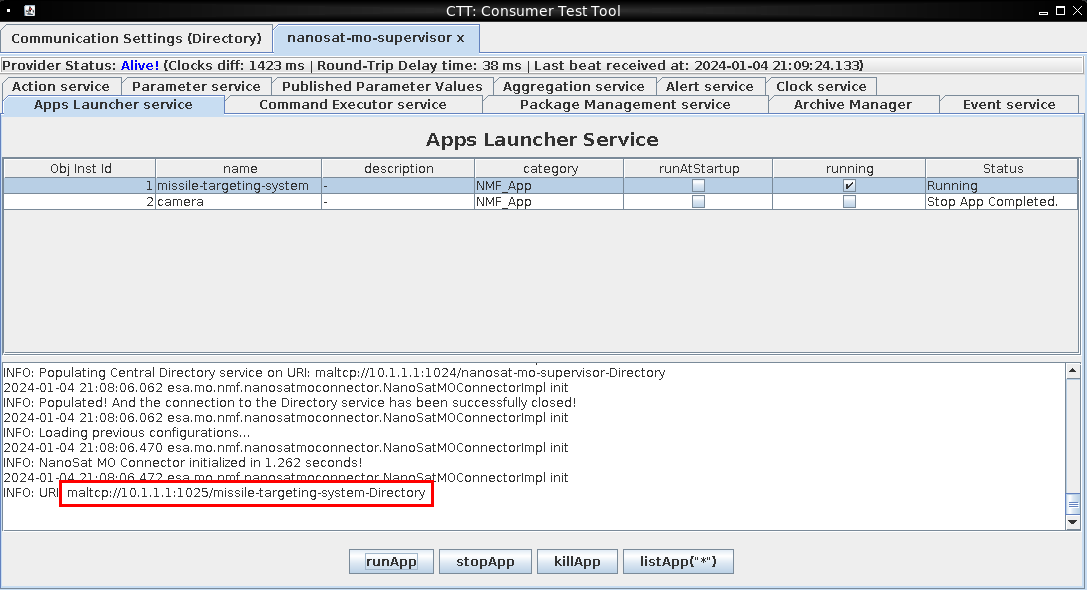 CTT: Consumer Test Tool
Communication Settings (Directory) nanosat-mo-supervisor x
Provider Status: Alive! (Clocks diff: 1423 ms | Round-Trip Delay time: 38 ms | Last beat received at: 2024-01-04 21:09:24.133)
Action service Parameter service Published Parameter Values Aggregation service Alert service Clock service
Apps Launcher service Command Executor service Package Management service Archive Manager Event service
Apps Launcher Service
Obj Inst Id name description category runAtStartup running Status
1 missile-targeting-system - NMF_App Running
2 camera - NMF_App Stop App Completed.
INFO: Populating Central Directory service on URI: maltcp://10.1.1.1:1024/nanosat-mo-supervisor-Directory
2024-01-04 21:08:06.062 esa.mo.nmf.nanosatmoconnector.NanoSatMOConnectorImpl init
INFO: Populated! And the connection to the Directory service has been successfully closed!
2024-01-04 21:08:06.062 esa.mo.nmf.nanosatmoconnector.NanoSatMOConnectorImpl init
INFO: Loading previous configurations...
2024-01-04 21:08:06.470 esa.mo.nmf.nanosatmoconnector.NanoSatMOConnectorImpl init
INFO: NanoSat MO Connector initialized in 1.262 seconds!
2024-01-04 21:08:06.472 esa.mo.nmf.nanosatmoconnector.NanoSatMOConnectorImpl init
INFO: URI maltcp://10.1.1.1:1025/missile-targeting-system-Directory
runApp stopApp killApp listApp("*")